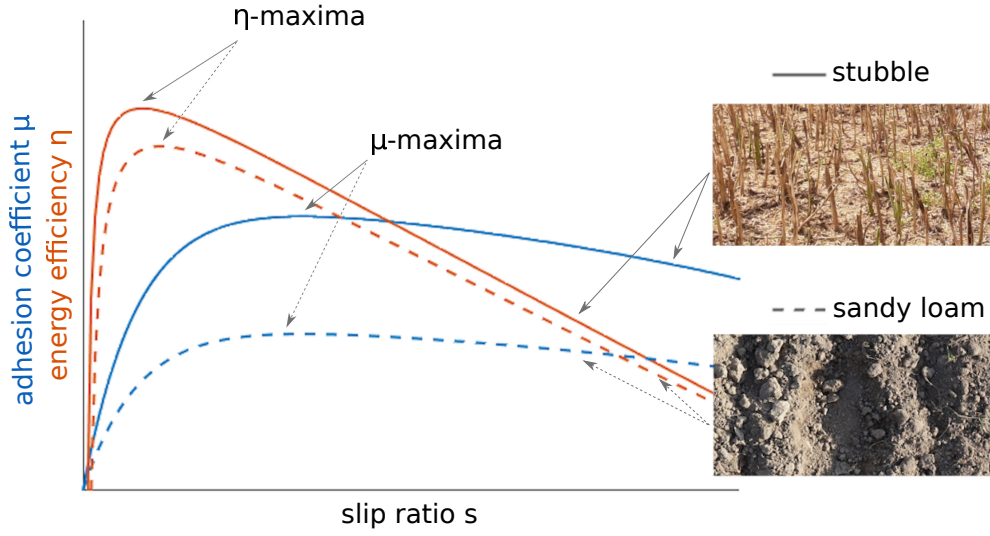 η-maxima
μ-maxima
adhesion coefficient μ
energy efficiency η
slip ratio s
stubble
sandy loam